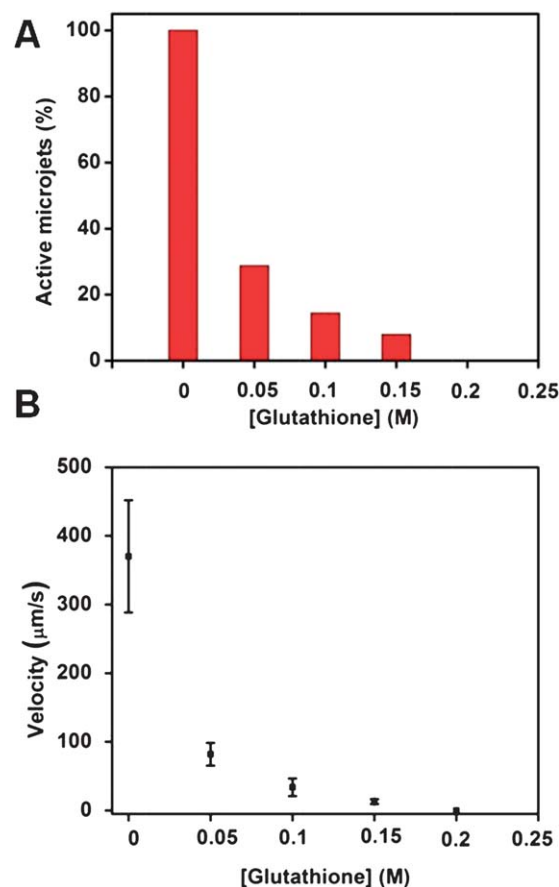 A
Active microjets (%)
100
80
60
40
20
0
0 0.05 0.1 0.15 0.2 0.25
[Glutathione] (M)
B
Velocity (μm/s)
500
400
300
200
100
0
0 0.05 0.1 0.15 0.2 0.25
[Glutathione] (M)